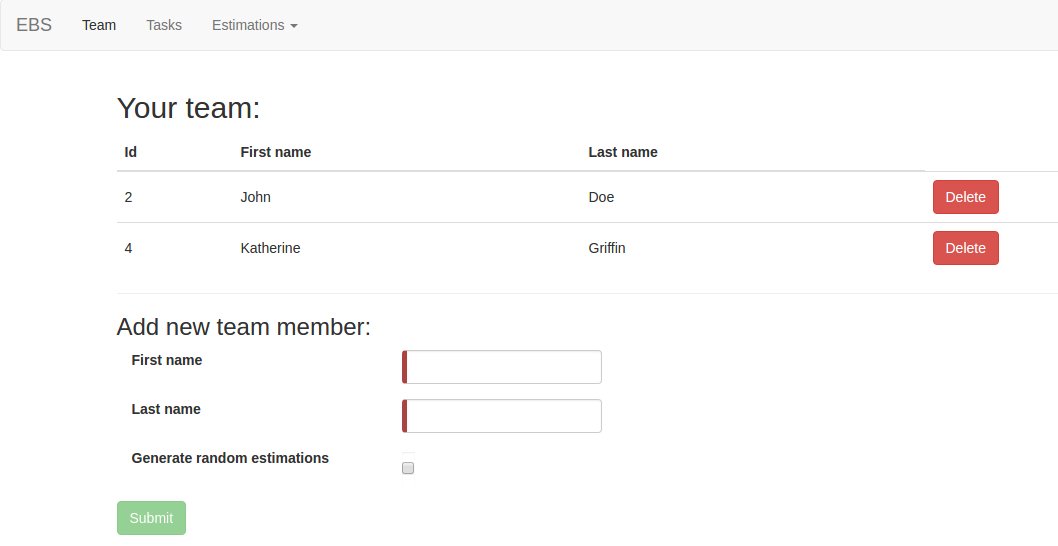 EBS Team Tasks Estimations
Your team:
Id First name Last name
2 John Doe Delete
4 Katherine Griffin Delete
Add new team member:
First name
Last name
Generate random estimations
Submit